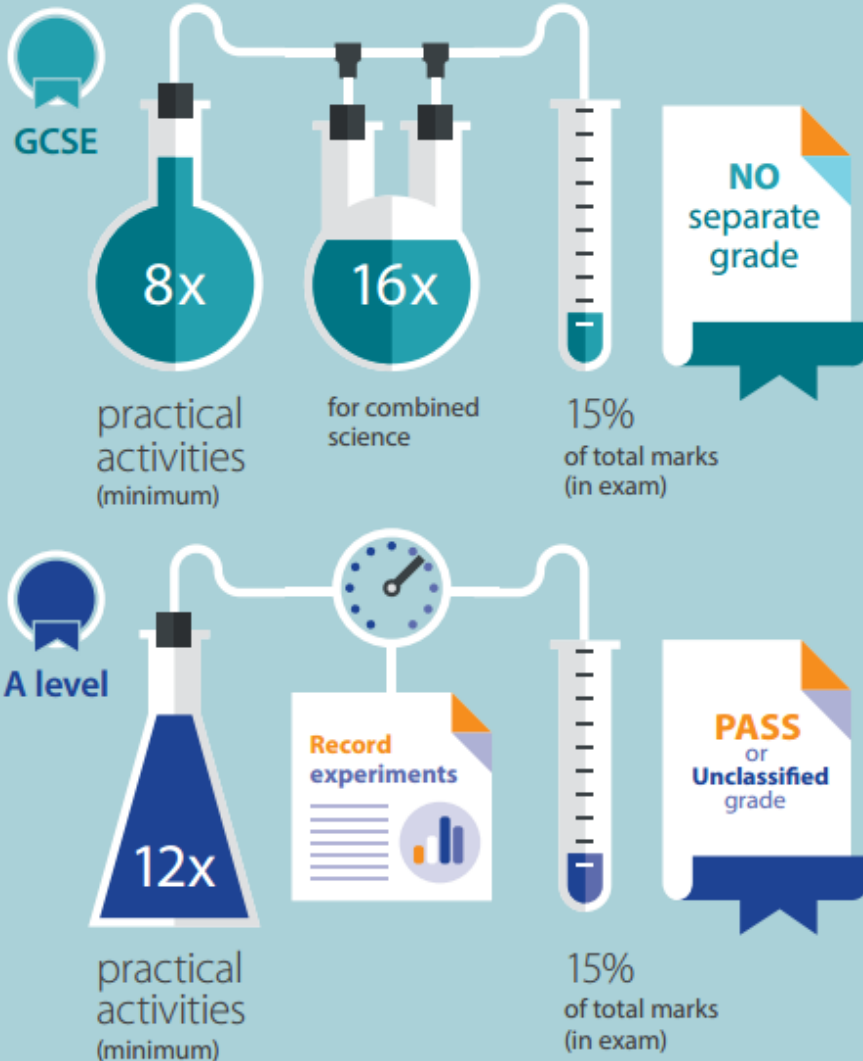 GCSE
8x
16x
NO
separate
grade
practical
activities
(minimum)
for combined
science
15%
of total marks
(in exam)
A level
12x
Record
experiments
PASS
or
Unclassified
grade
practical
activities
(minimum)
15%
of total marks
(in exam)